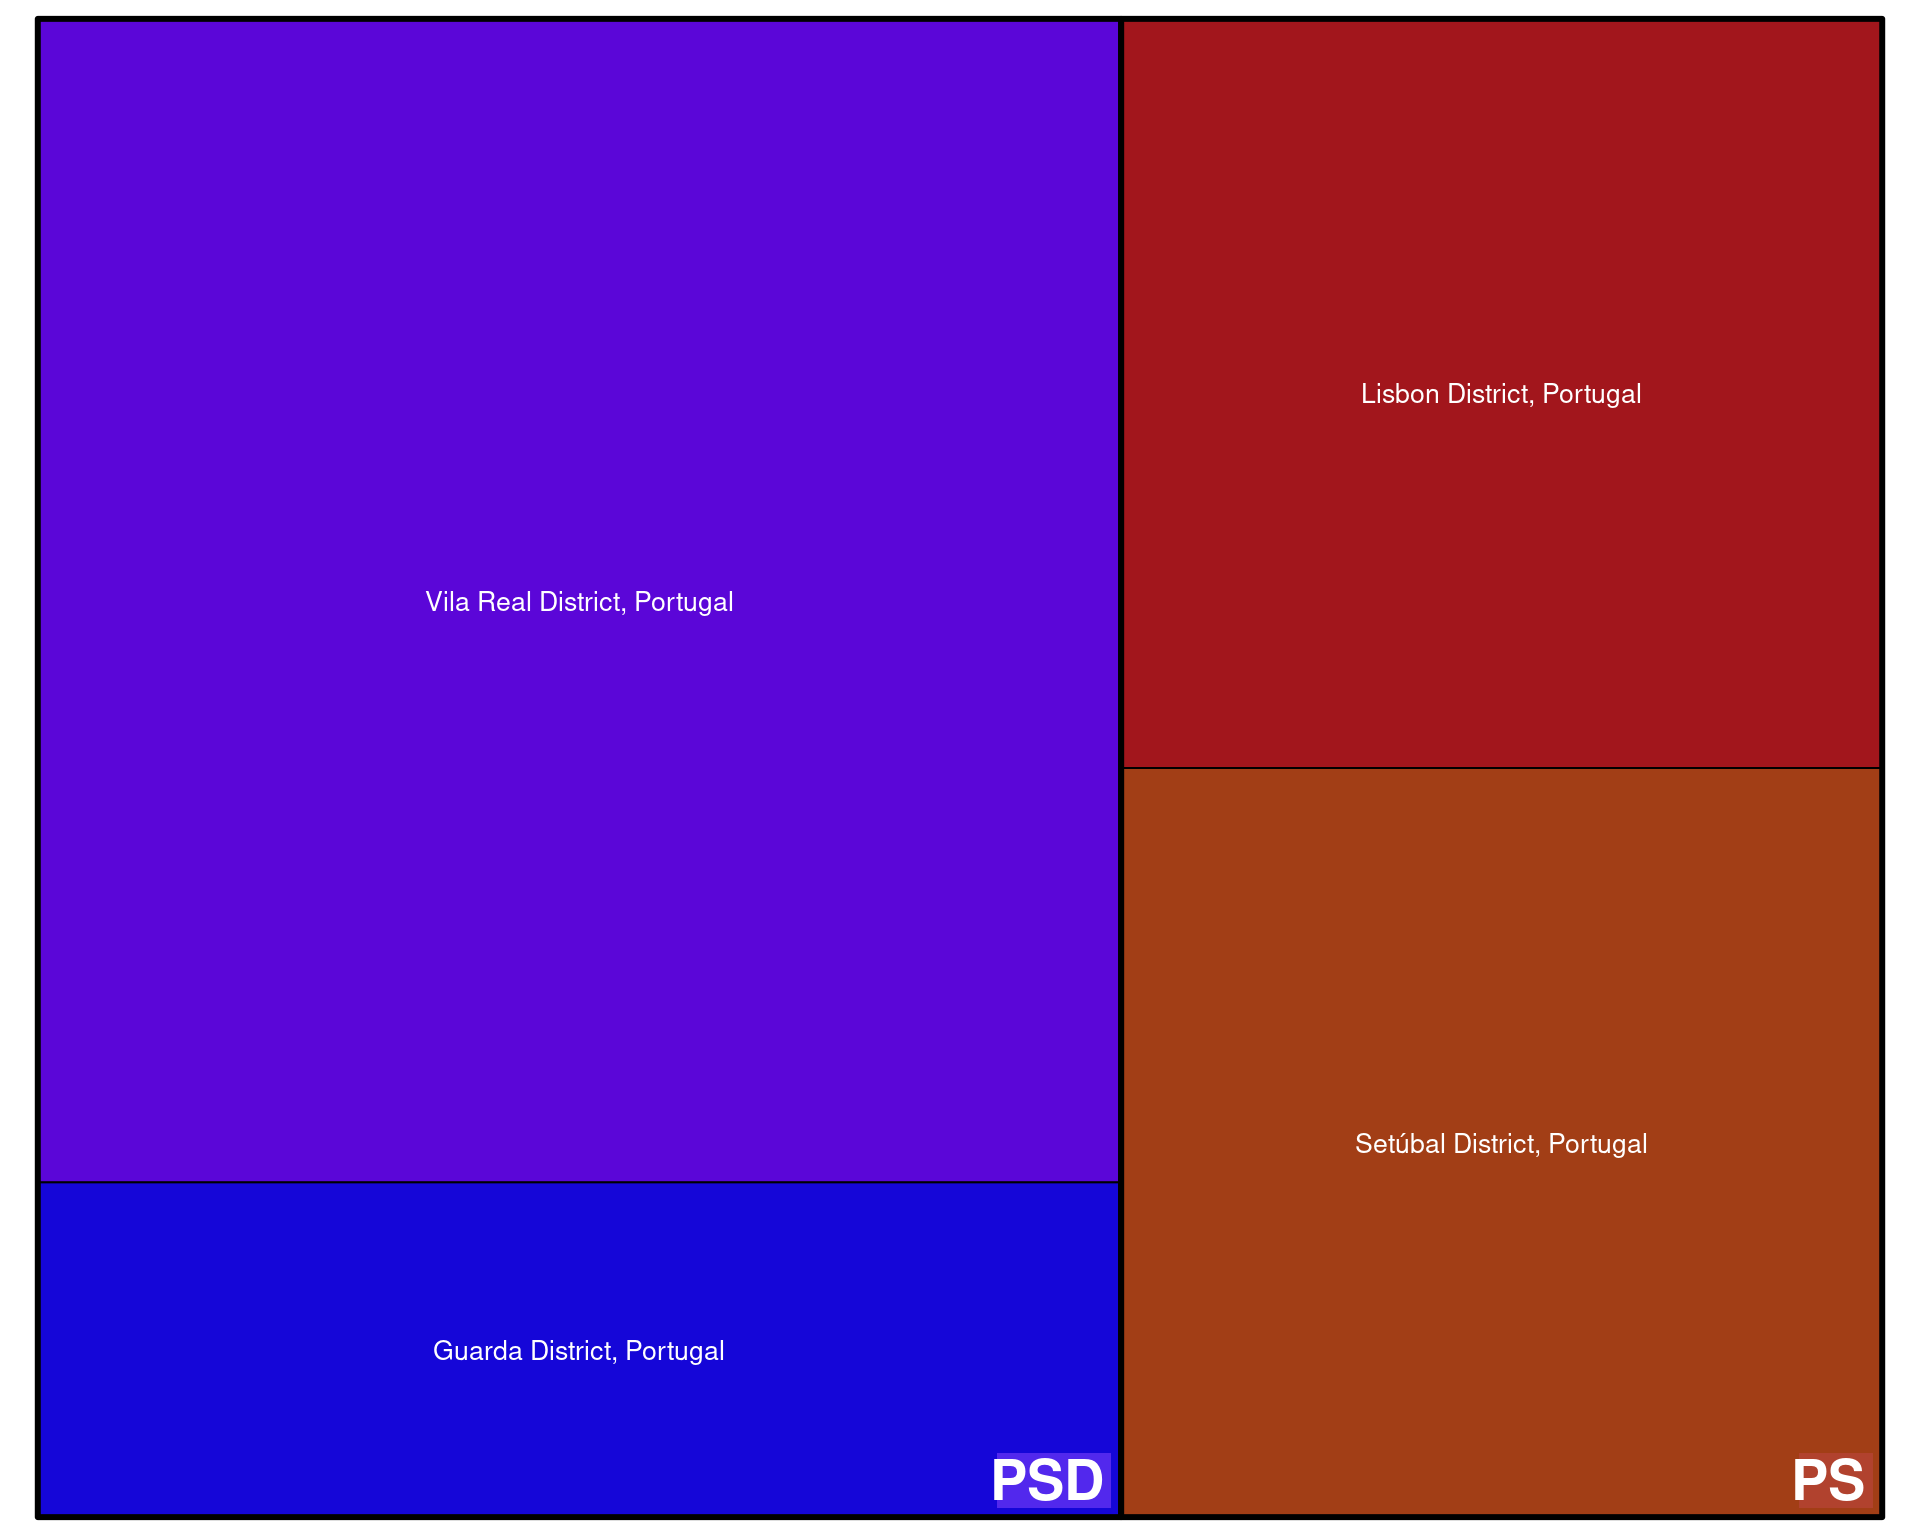 Vila Real District, Portugal
Guarda District, Portugal
PSD
Lisbon District, Portugal
Setúbal District, Portugal
PS